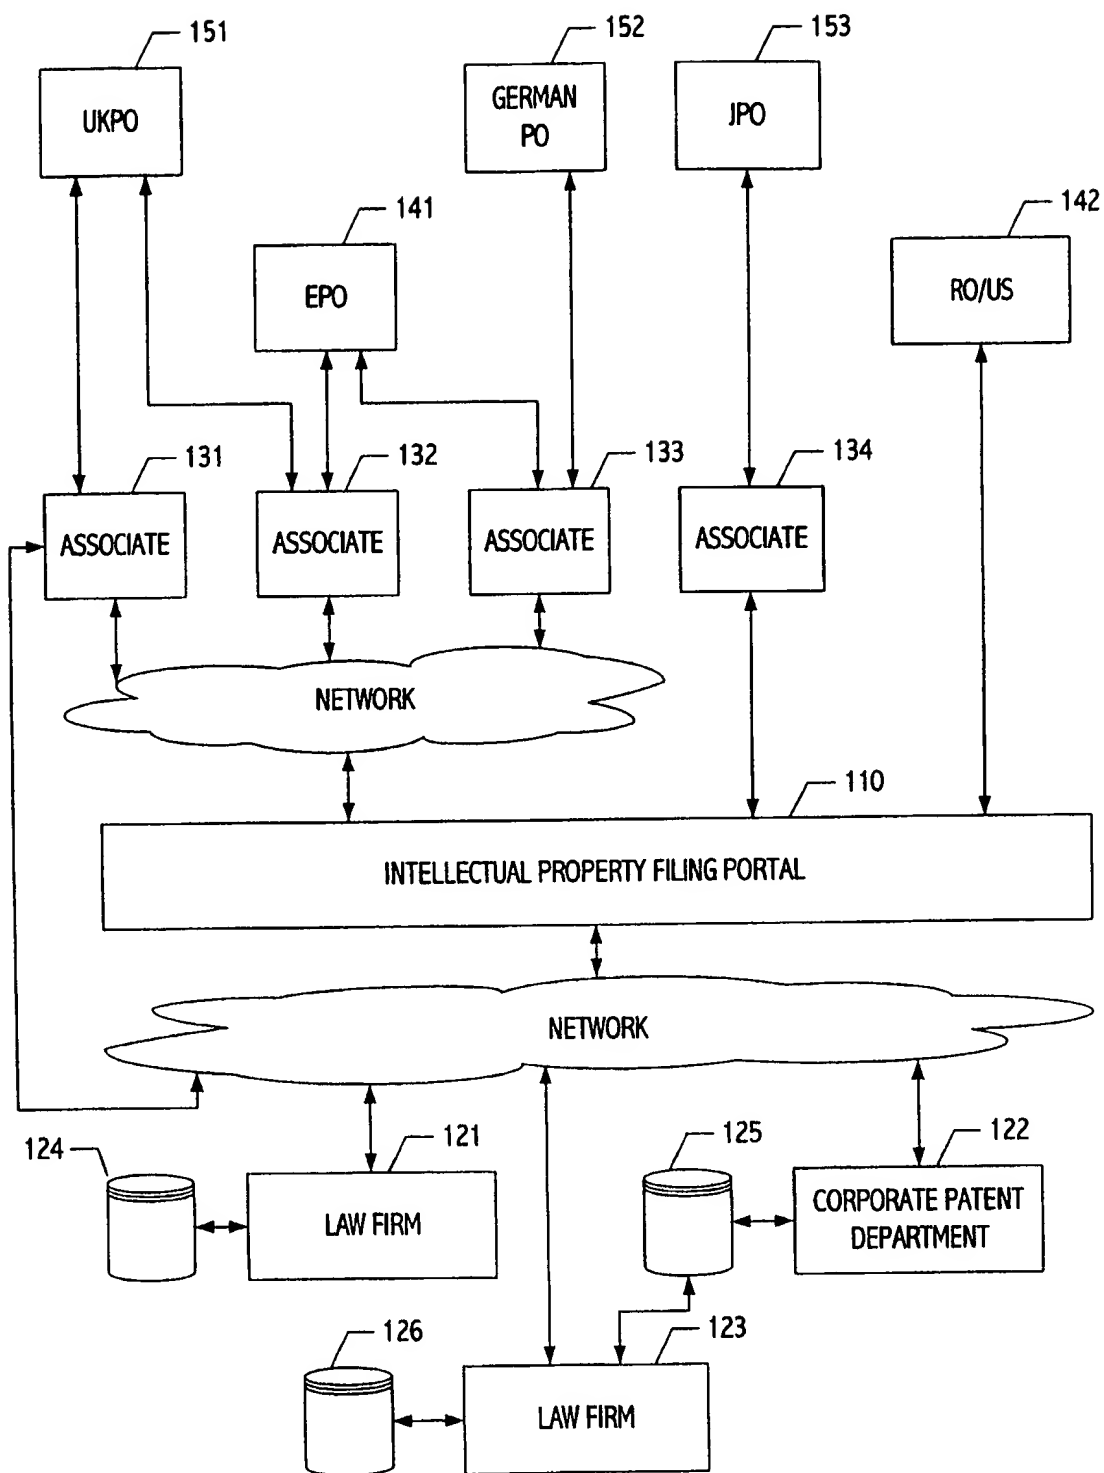 151
152
153
UKPO
GERMAN
PO
JPO
141
142
EPO
RO/US
131
132
133
134
ASSOCIATE
ASSOCIATE
ASSOCIATE
ASSOCIATE
NETWORK
110
INTELLECTUAL PROPERTY FILING PORTAL
NETWORK
124
121
125
122
LAW FIRM
CORPORATE PATENT
DEPARTMENT
126
123
LAW FIRM